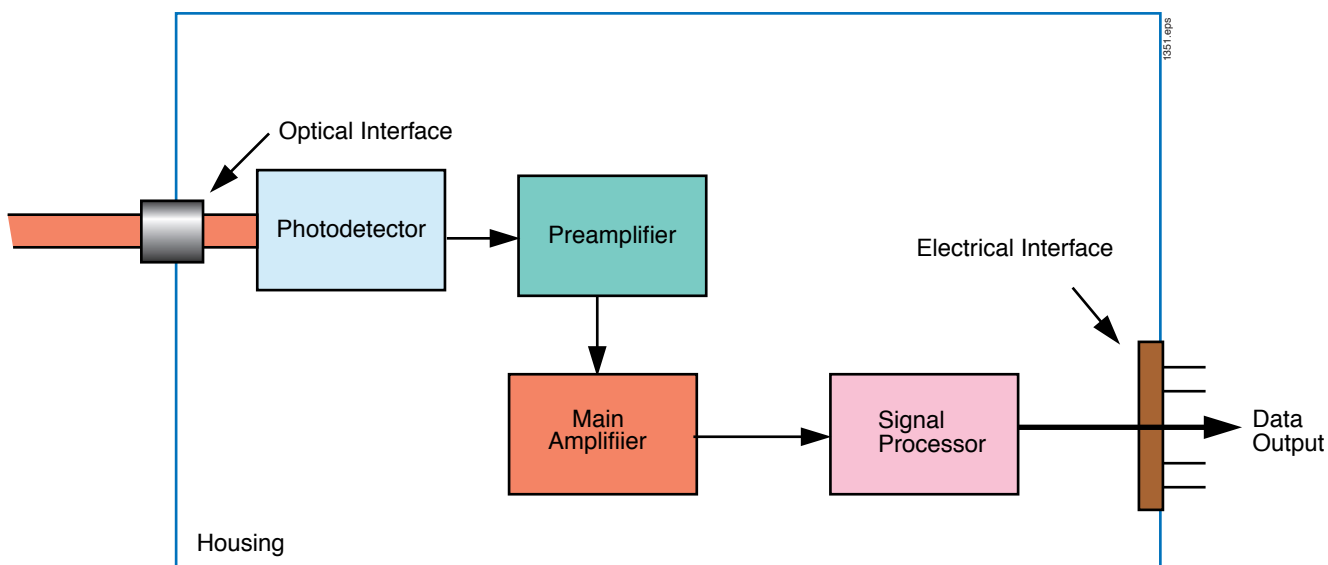 1351.eps
Optical Interface
Photodetector
Preamplifier
Electrical Interface
Main
Amplifiier
Signal
Processor
Data
Output
Housing